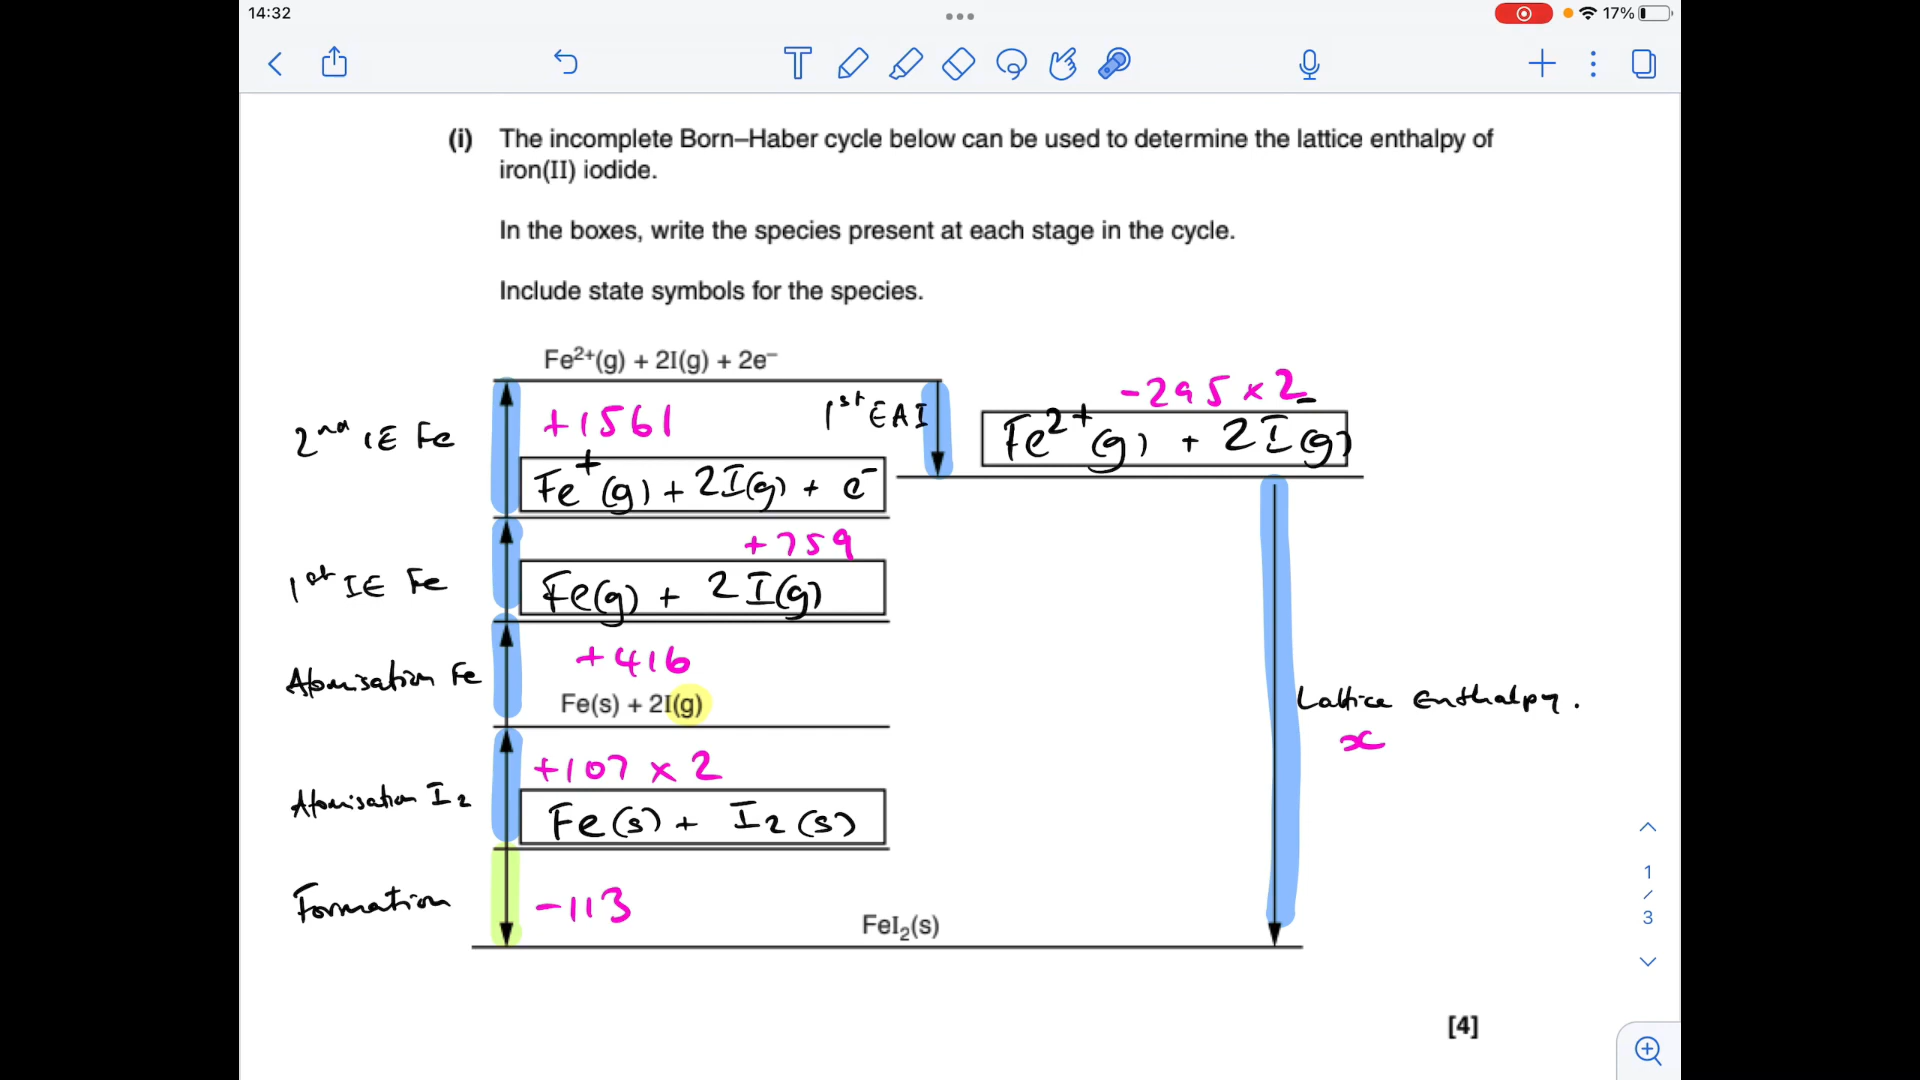 14:32
17%
(i) The incomplete Born–Haber cycle below can be used to determine the lattice enthalpy of
iron(II) iodide.
In the boxes, write the species present at each stage in the cycle.
Include state symbols for the species.
Fe²⁺(g) + 2I(g) + 2e⁻
-295 x 2
2nd IE Fe
+1561
1st EA I
Fe²⁺(g) + 2I(g)
Fe⁺(g) + 2I(g) + e⁻
+759
1st IE Fe
Fe(g) + 2I(g)
+416
Atomisation Fe
Fe(s) + 2I(g)
Lattice Enthalpy.
x
+107 x 2
Atomisation I₂
Fe(s) + I₂(s)
Formation
-113
FeI₂(s)
1
/
3
[4]